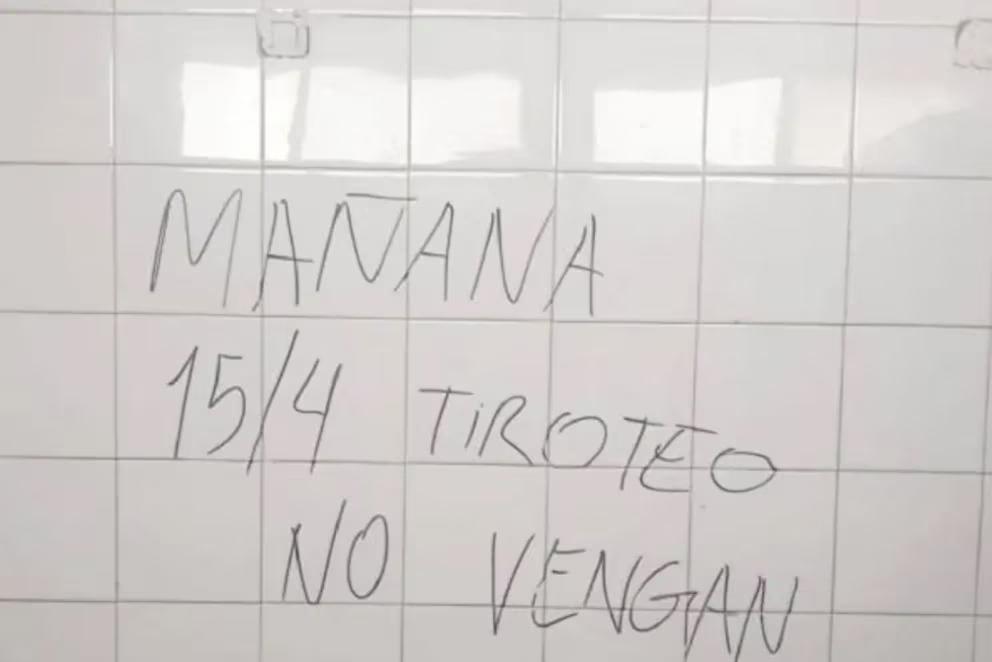 MAÑANA
15/4 TiROTEO
NO VENGAN